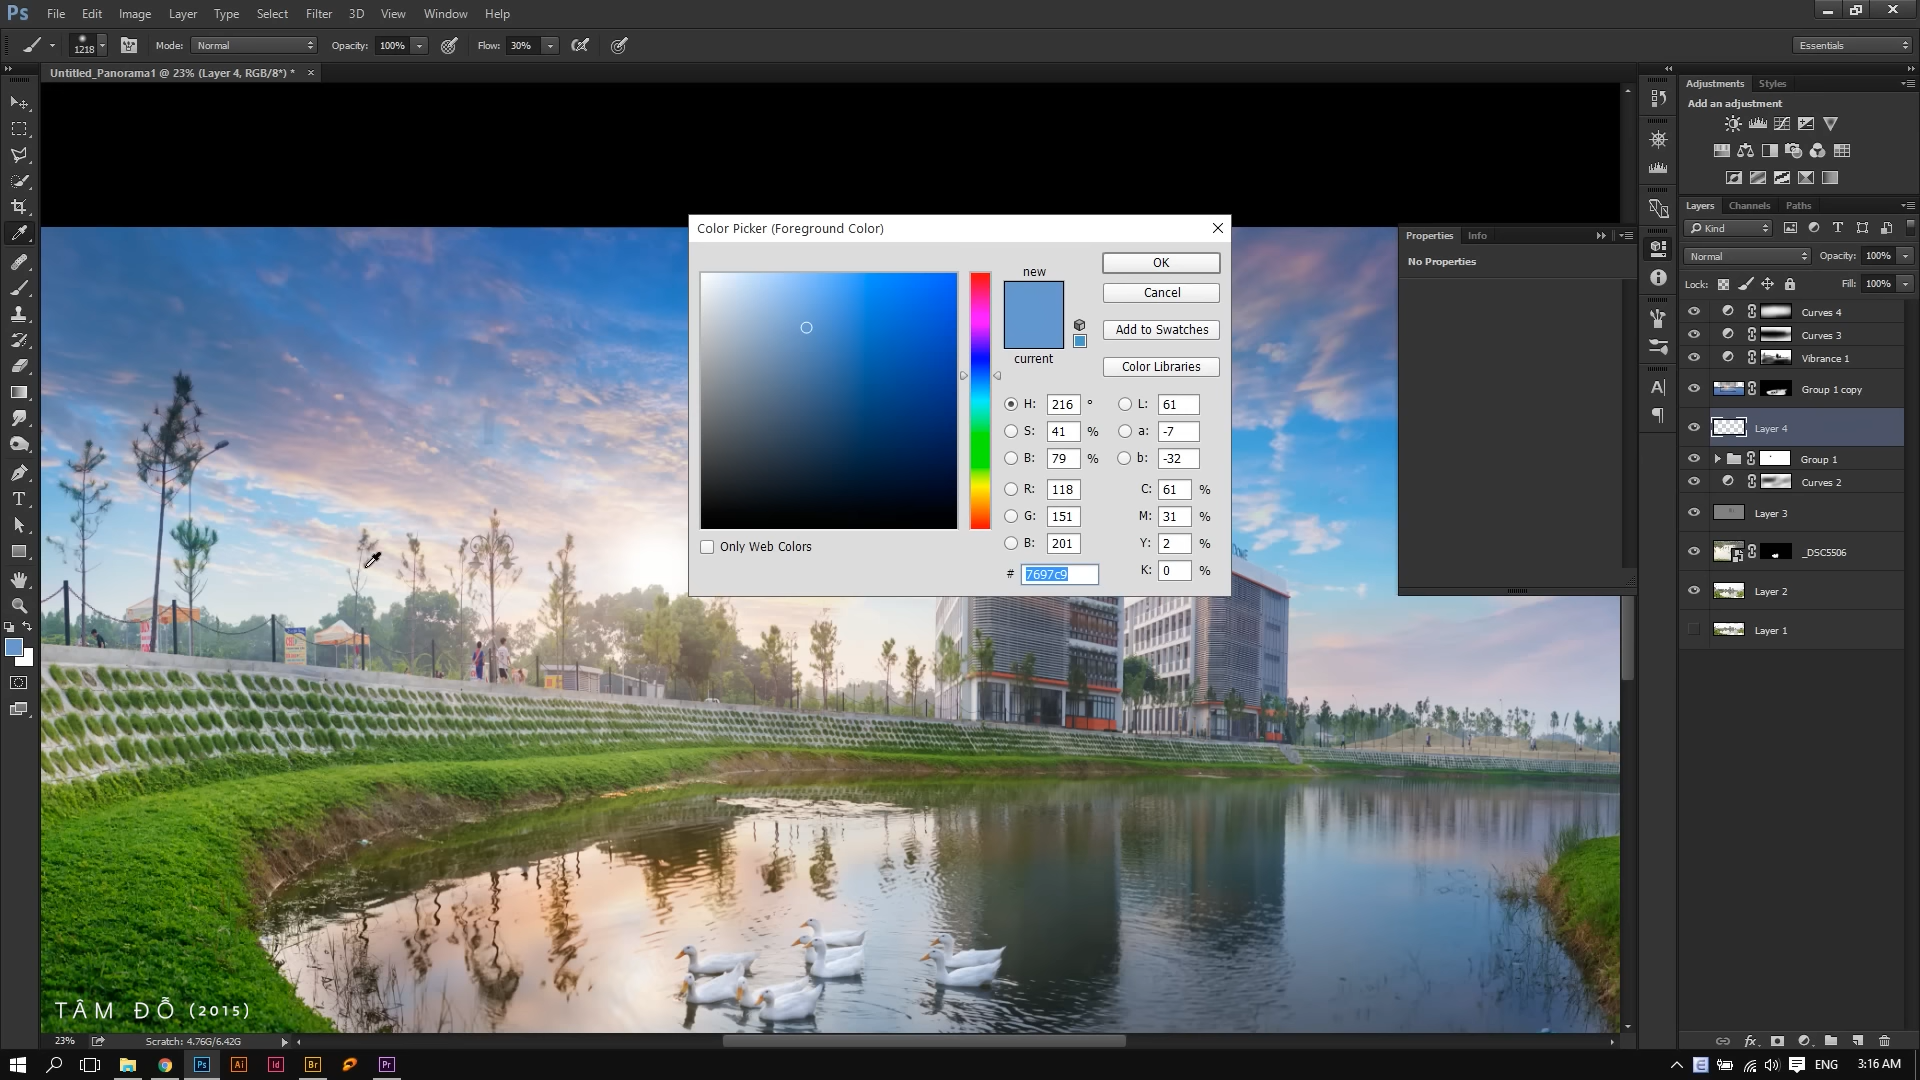 Ps File Edit Image Layer Type Select Filter 3D View Window Help
1218 Mode: Normal Opacity: 100% Flow: 30% Essentials
Untitled_Panorama1 @ 23% (Layer 4, RGB/8*) * ×
Color Picker (Foreground Color)
new
current
OK
Cancel
Add to Swatches
Color Libraries
H: 216 °
S: 41 %
B: 79 %
R: 118
G: 151
B: 201
# 7697c9
L: 61
a: -7
b: -32
C: 61 %
M: 31 %
Y: 2 %
K: 0 %
Only Web Colors
Properties Info
No Properties
Adjustments Styles
Add an adjustment
Layers Channels Paths
Kind
Normal Opacity: 100%
Lock: Fill: 100%
Curves 4
Curves 3
Vibrance 1
Group 1 copy
Layer 4
Group 1
Curves 2
Layer 3
_DSC5506
Layer 2
Layer 1
TÂM ĐỖ (2015)
23% Scratch: 4.76G/6.42G
Ps Ai Id Br Pr
ENG 3:16 AM